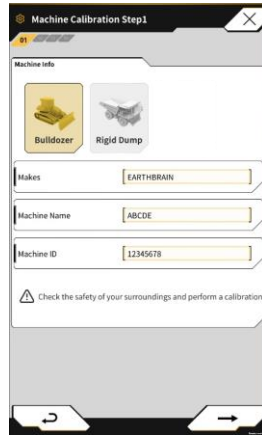 Machine Calibration Step1
01
Machine Info
Bulldozer
Rigid Dump
Makes
EARTHBRAIN
Machine Name
ABCDE
Machine ID
12345678
Check the safety of your surroundings and perform a calibration